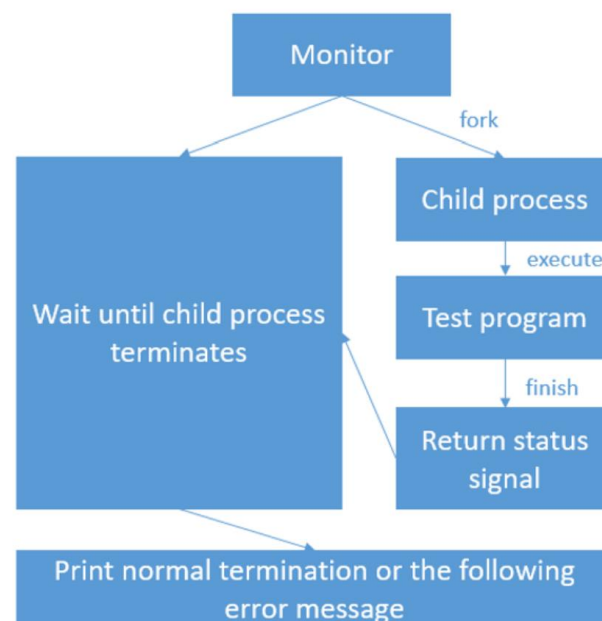 Monitor
fork
Child process
execute
Wait until child process
terminates
Test program
finish
Return status
signal
Print normal termination or the following
error message